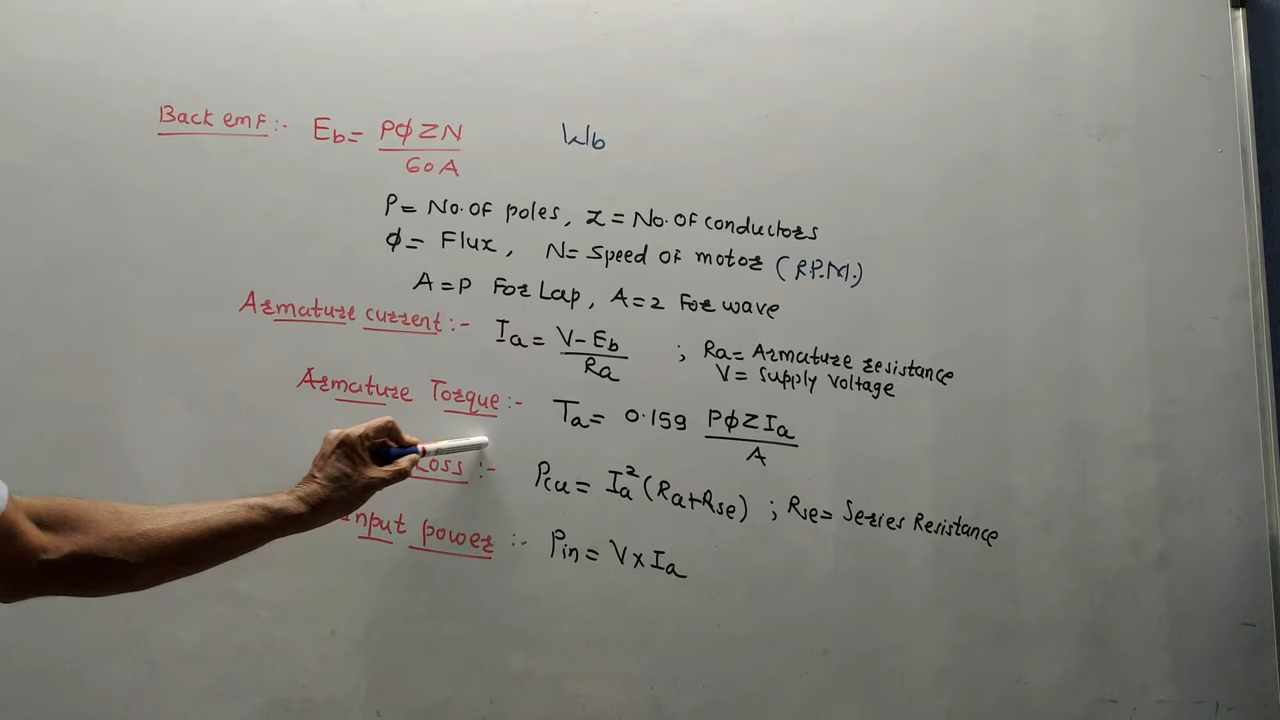 Back emf:- Eb = PϕZN / 60A Wb
P = No. of poles, Z = No. of conductors
ϕ = Flux, N = Speed of motor (R.P.M.)
A = P For Lap, A = 2 For wave
Armature current:- Ia = V - Eb / Ra ; Ra = Armature resistance
V = Supply voltage
Armature Torque:- Ta = 0.159 PϕZIa / A
Loss:- Pcu = Ia² (Ra+Rse) ; Rse = Series Resistance
Input power:- Pin = V x Ia